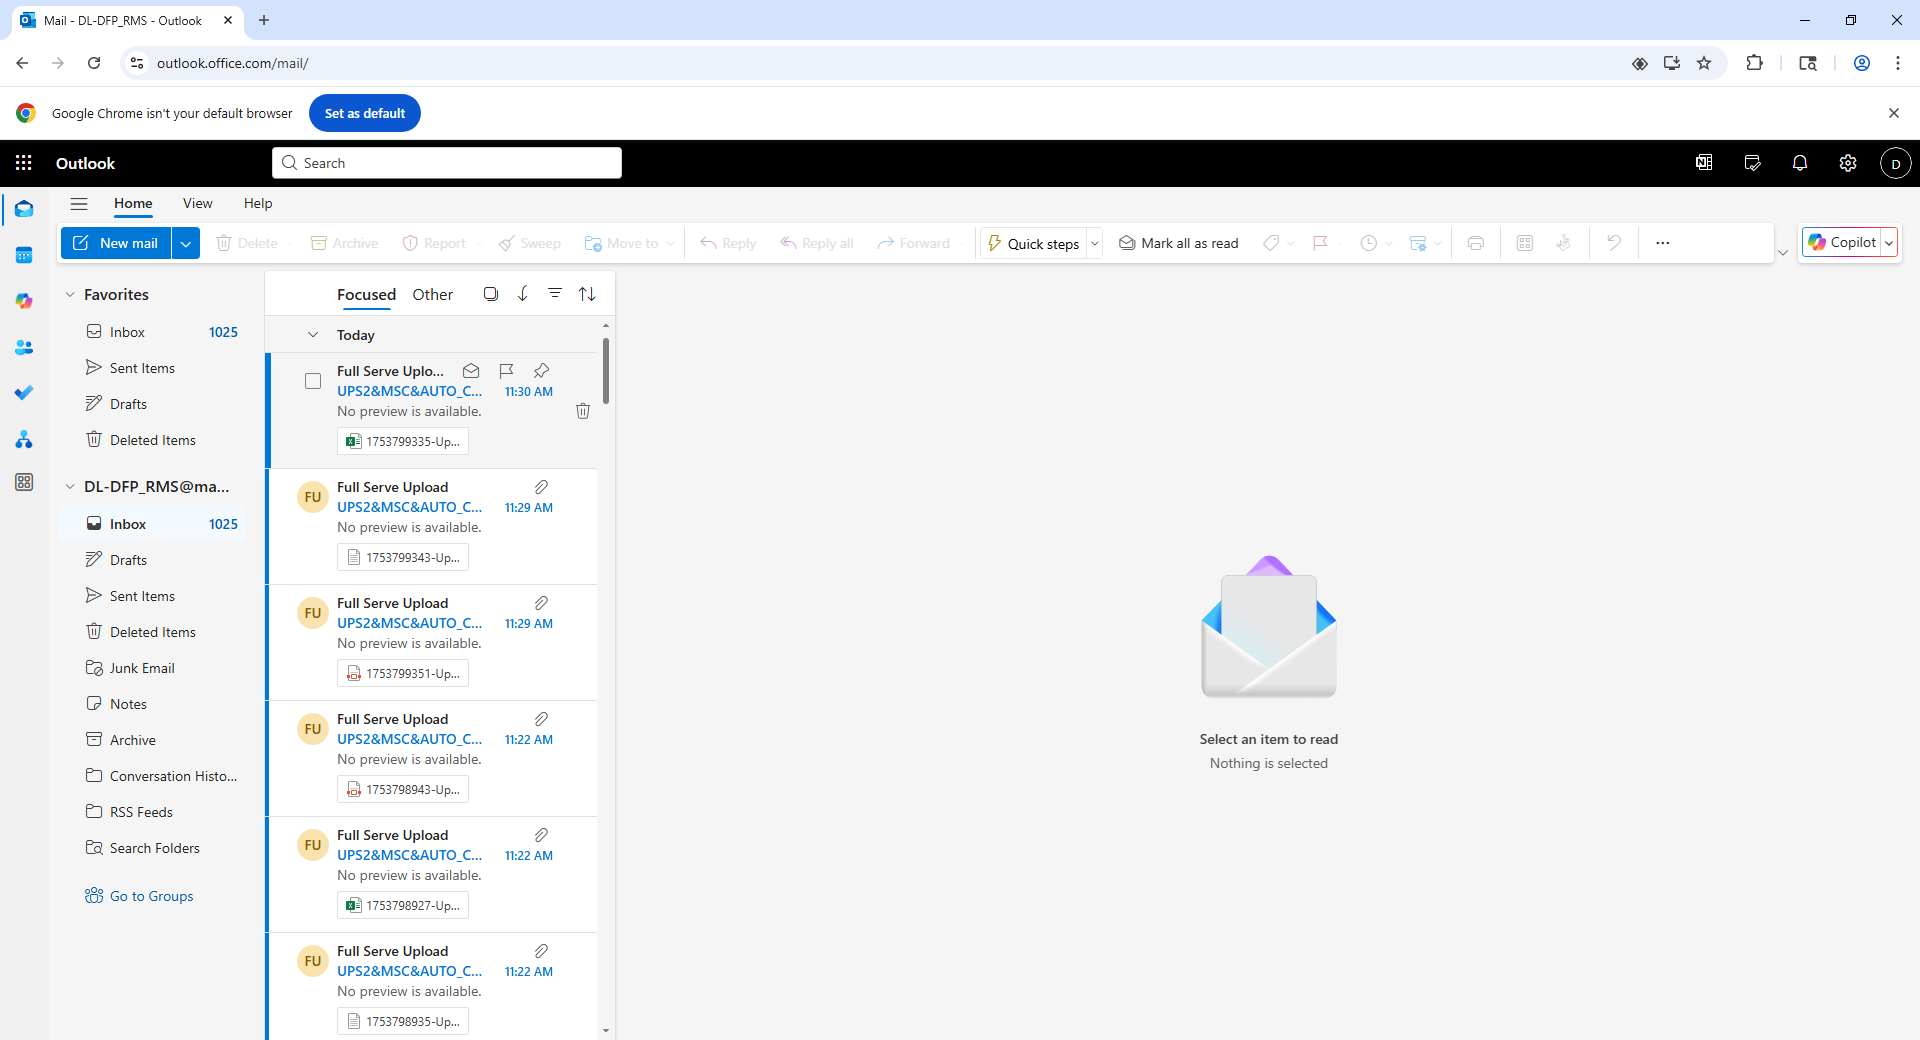 Mail - DL-DFP_RMS - Outlook
outlook.office.com/mail/
Google Chrome isn't your default browser
Set as default
Outlook
Search
D
Home
View
Help
New mail
Delete
Archive
Report
Sweep
Move to
Reply
Reply all
Forward
Quick steps
Mark all as read
Copilot
Favorites
Inbox 1025
Sent Items
Drafts
Deleted Items
DL-DFP_RMS@ma...
Inbox 1025
Drafts
Sent Items
Deleted Items
Junk Email
Notes
Archive
Conversation Histo...
RSS Feeds
Search Folders
Go to Groups
Focused
Other
Today
Full Serve Uplo...
UPS2&MSC&AUTO_C... 11:30 AM
No preview is available.
1753799335-Up...
FU
Full Serve Upload
UPS2&MSC&AUTO_C... 11:29 AM
No preview is available.
1753799343-Up...
FU
Full Serve Upload
UPS2&MSC&AUTO_C... 11:29 AM
No preview is available.
1753799351-Up...
FU
Full Serve Upload
UPS2&MSC&AUTO_C... 11:22 AM
No preview is available.
1753798943-Up...
FU
Full Serve Upload
UPS2&MSC&AUTO_C... 11:22 AM
No preview is available.
1753798927-Up...
FU
Full Serve Upload
UPS2&MSC&AUTO_C... 11:22 AM
No preview is available.
1753798935-Up...
Select an item to read
Nothing is selected